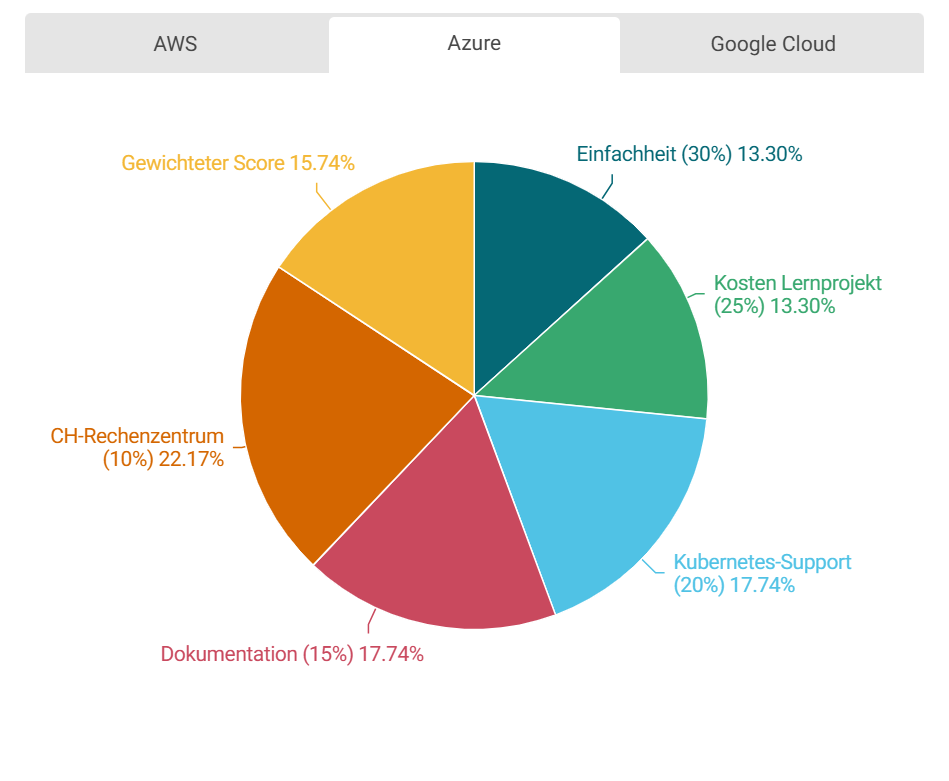 AWS
Azure
Google Cloud
Gewichteter Score 15.74%
Einfachheit (30%) 13.30%
Kosten Lernprojekt
(25%) 13.30%
CH-Rechenzentrum
(10%) 22.17%
Kubernetes-Support
(20%) 17.74%
Dokumentation (15%) 17.74%